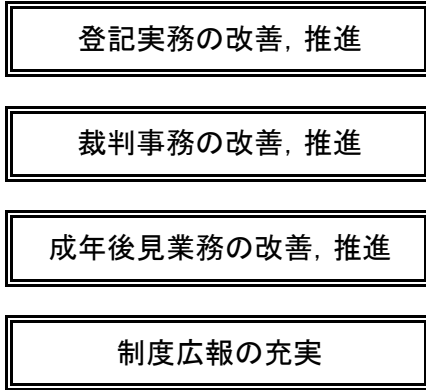 登記実務の改善，推進
裁判事務の改善，推進
成年後見業務の改善，推進
制度広報の充実